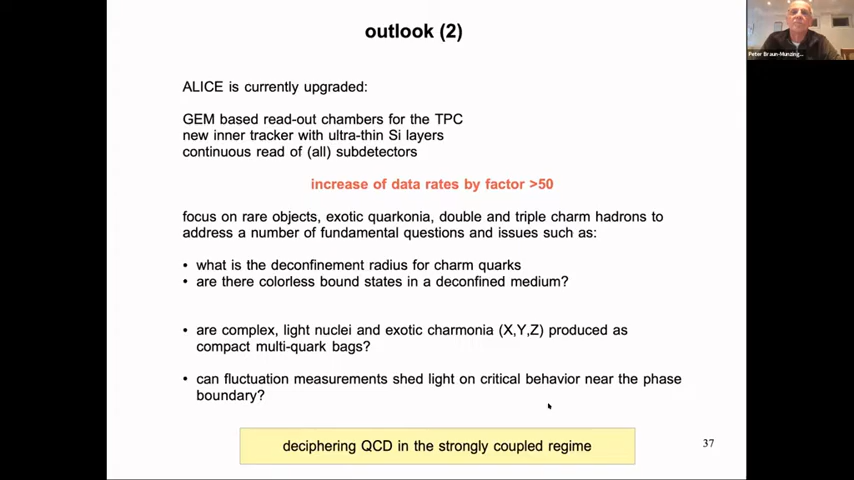 outlook (2)
Peter Braun-Munzing...
ALICE is currently upgraded:
GEM based read-out chambers for the TPC
new inner tracker with ultra-thin Si layers
continuous read of (all) subdetectors
increase of data rates by factor >50
focus on rare objects, exotic quarkonia, double and triple charm hadrons to
address a number of fundamental questions and issues such as:
• what is the deconfinement radius for charm quarks
• are there colorless bound states in a deconfined medium?
• are complex, light nuclei and exotic charmonia (X,Y,Z) produced as
compact multi-quark bags?
• can fluctuation measurements shed light on critical behavior near the phase
boundary?
deciphering QCD in the strongly coupled regime
37